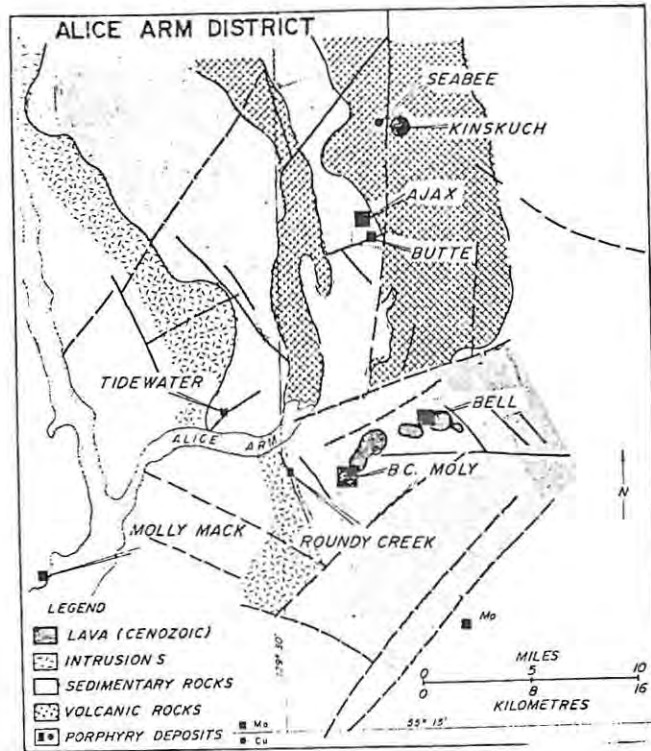 ALICE ARM DISTRICT
SEABEE
KINSKUCH
AJAX
BUTTE
TIDEWATER
BELL
ALICE ARM
B.C. MOLY
N
MOLLY MACK
ROUNDY CREEK
LEGEND
LAVA (CENOZOIC)
INTRUSIONS
SEDIMENTARY ROCKS
VOLCANIC ROCKS
PORPHYRY DEPOSITS
Mo
Cu
129° 30'
Mo
MILES
0 5 10
0 8 16
KILOMETRES
55° 15'